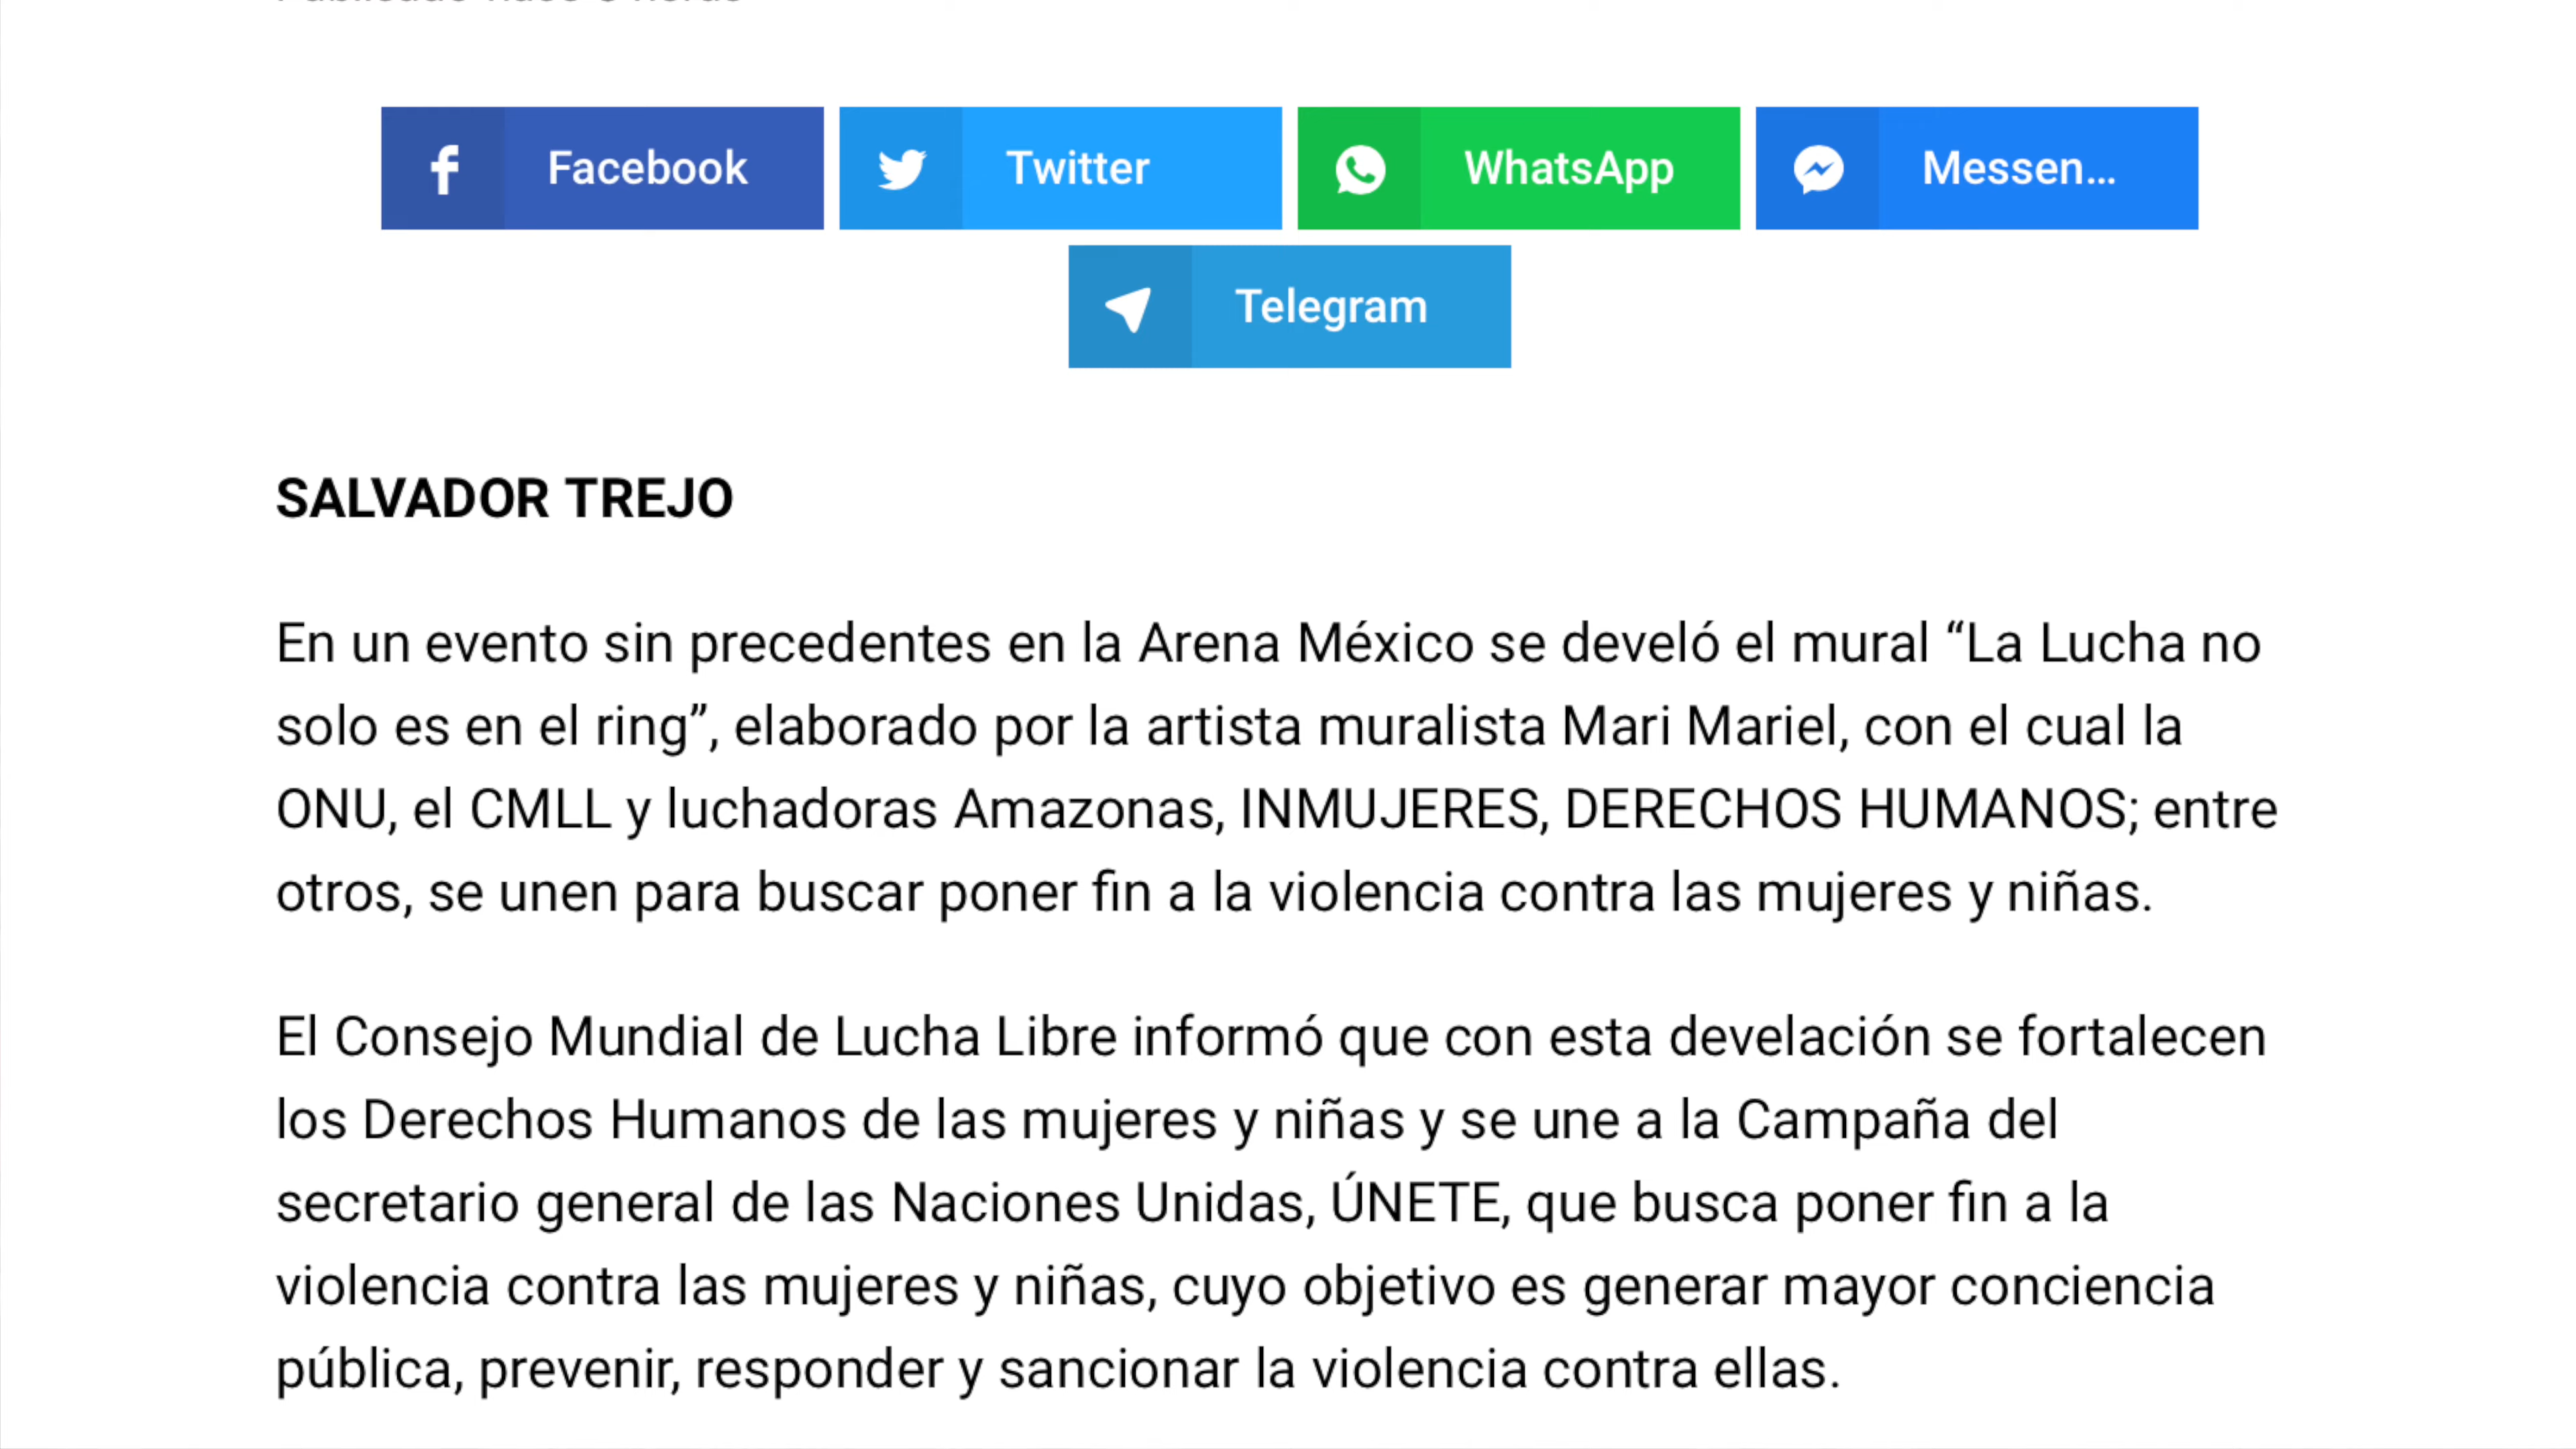 Facebook
Twitter
WhatsApp
Messen...
Telegram
SALVADOR TREJO
En un evento sin precedentes en la Arena México se develó el mural “La Lucha no
solo es en el ring”, elaborado por la artista muralista Mari Mariel, con el cual la
ONU, el CMLL y luchadoras Amazonas, INMUJERES, DERECHOS HUMANOS; entre
otros, se unen para buscar poner fin a la violencia contra las mujeres y niñas.
El Consejo Mundial de Lucha Libre informó que con esta develación se fortalecen
los Derechos Humanos de las mujeres y niñas y se une a la Campaña del
secretario general de las Naciones Unidas, ÚNETE, que busca poner fin a la
violencia contra las mujeres y niñas, cuyo objetivo es generar mayor conciencia
pública, prevenir, responder y sancionar la violencia contra ellas.